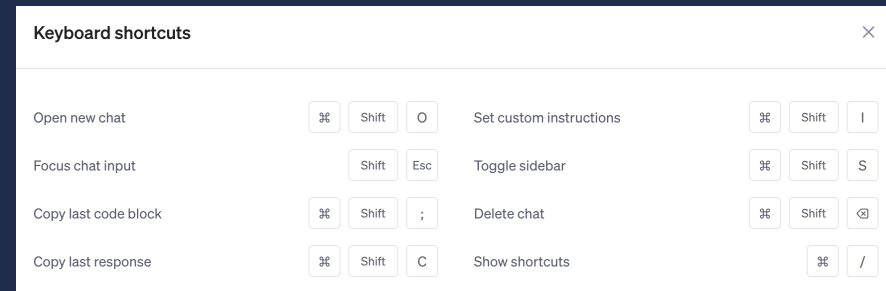 Keyboard shortcuts
Open new chat ⌘ Shift O
Set custom instructions ⌘ Shift I
Focus chat input Shift Esc
Toggle sidebar ⌘ Shift S
Copy last code block ⌘ Shift ;
Delete chat ⌘ Shift ⌫
Copy last response ⌘ Shift C
Show shortcuts ⌘ /